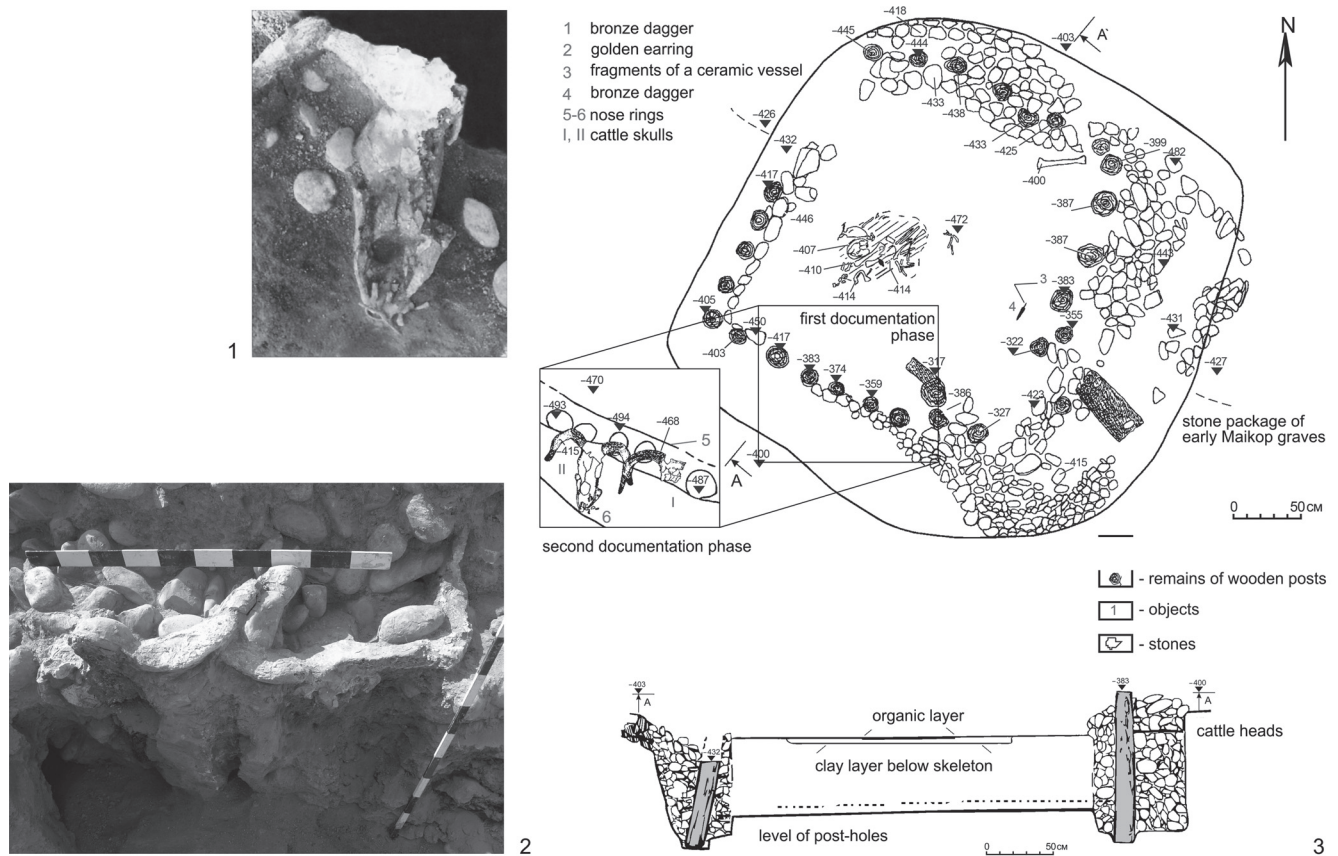 1 bronze dagger
2 golden earring
3 fragments of a ceramic vessel
4 bronze dagger
5-6 nose rings
I, II cattle skulls
N
-418
-445
-444
-403
A'
-433
-438
-426
-432
-433
-425
-399
-482
-400
-417
-446
-387
-472
-407
-387
-410
-443
-414
-414
3
-383
4
-405
-450
first documentation
phase
-355
-431
-403
-417
-322
-427
-383
-374
-317
-359
-386
-423
-327
stone package of
early Maikop graves
-470
-493
-494
-468
5
-415
II
-400
A
-487
I
6
-415
0 50 CM
second documentation phase
1
- remains of wooden posts
1 - objects
- stones
-403
A
-383
-400
A
organic layer
cattle heads
-432
clay layer below skeleton
level of post-holes
0 50 CM
2
3